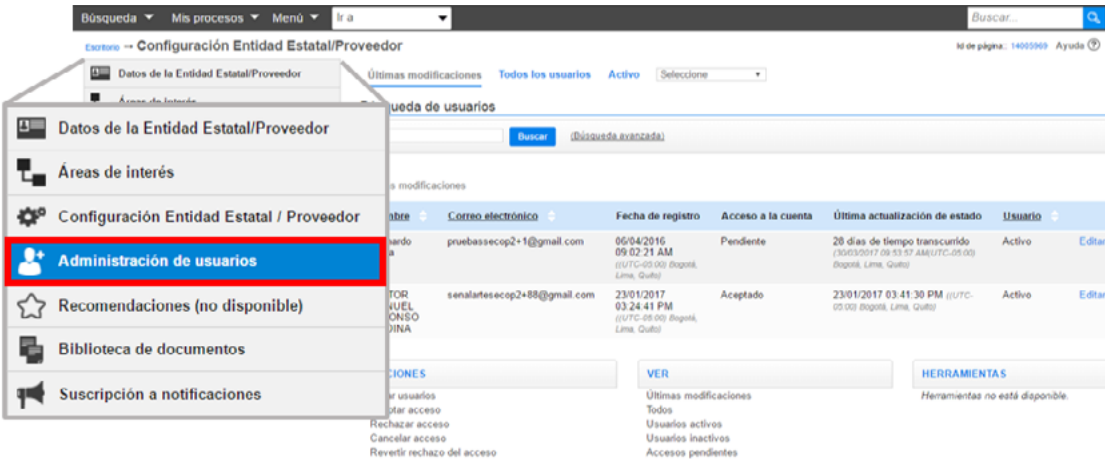 Búsqueda Mis procesos Menú Ir a Buscar...
Escritorio → Configuración Entidad Estatal/Proveedor Id de página:: 14005969 Ayuda
Datos de la Entidad Estatal/Proveedor
Áreas de interés
Últimas modificaciones Todos los usuarios Activo Seleccione
ueda de usuarios
Buscar (Búsqueda avanzada)
s modificaciones
Datos de la Entidad Estatal/Proveedor
Áreas de interés
Configuración Entidad Estatal / Proveedor
Administración de usuarios
Recomendaciones (no disponible)
Biblioteca de documentos
Suscripción a notificaciones
mbre Correo electrónico Fecha de registro Acceso a la cuenta Última actualización de estado Usuario
ardo pruebassecop2+1@gmail.com 06/04/2016 Pendiente 28 días de tiempo transcurrido Activo Editar
09:02:21 AM (30/03/2017 09:53:57 AM(UTC-05:00)
((UTC-05:00) Bogotá, Bogotá, Lima, Quito)
Lima, Quito)
TOR senalartesecop2+88@gmail.com 23/01/2017 Aceptado 23/01/2017 03:41:30 PM ((UTC- Activo Editar
UEL 03:24:41 PM 05:00) Bogotá, Lima, Quito)
ONSO ((UTC-05:00) Bogotá,
DINA Lima, Quito)
CIONES
r usuarios
ptar acceso
Rechazar acceso
Cancelar acceso
Revertir rechazo del acceso
VER
Últimas modificaciones
Todos
Usuarios activos
Usuarios inactivos
Accesos pendientes
HERRAMIENTAS
Herramientas no está disponible.